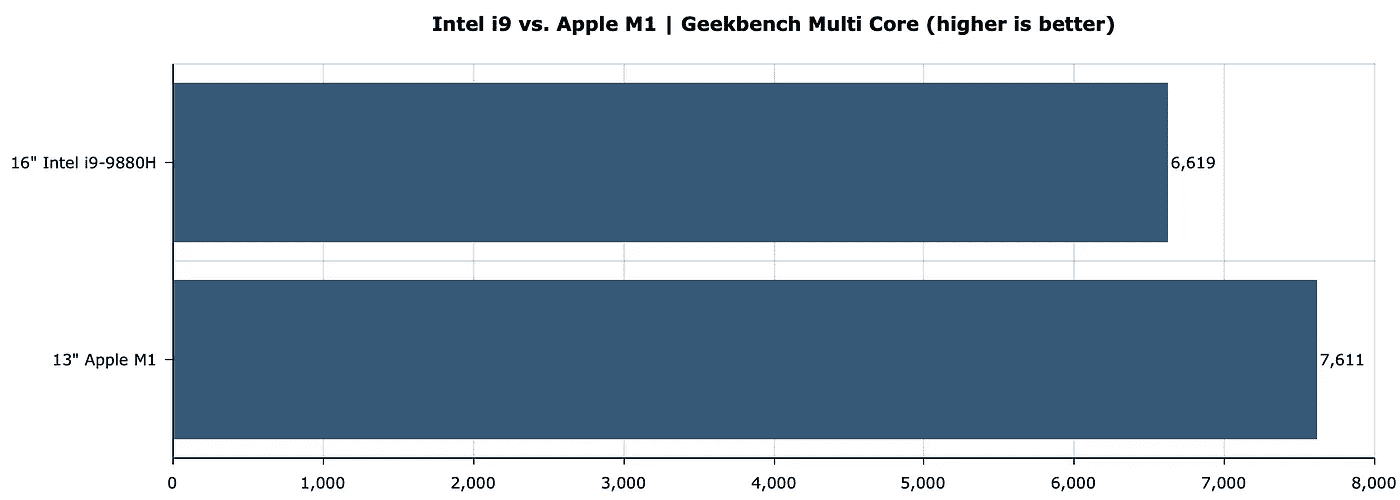 Intel i9 vs. Apple M1 | Geekbench Multi Core (higher is better)
16" Intel i9-9880H
6,619
13" Apple M1
7,611
0 1,000 2,000 3,000 4,000 5,000 6,000 7,000 8,000